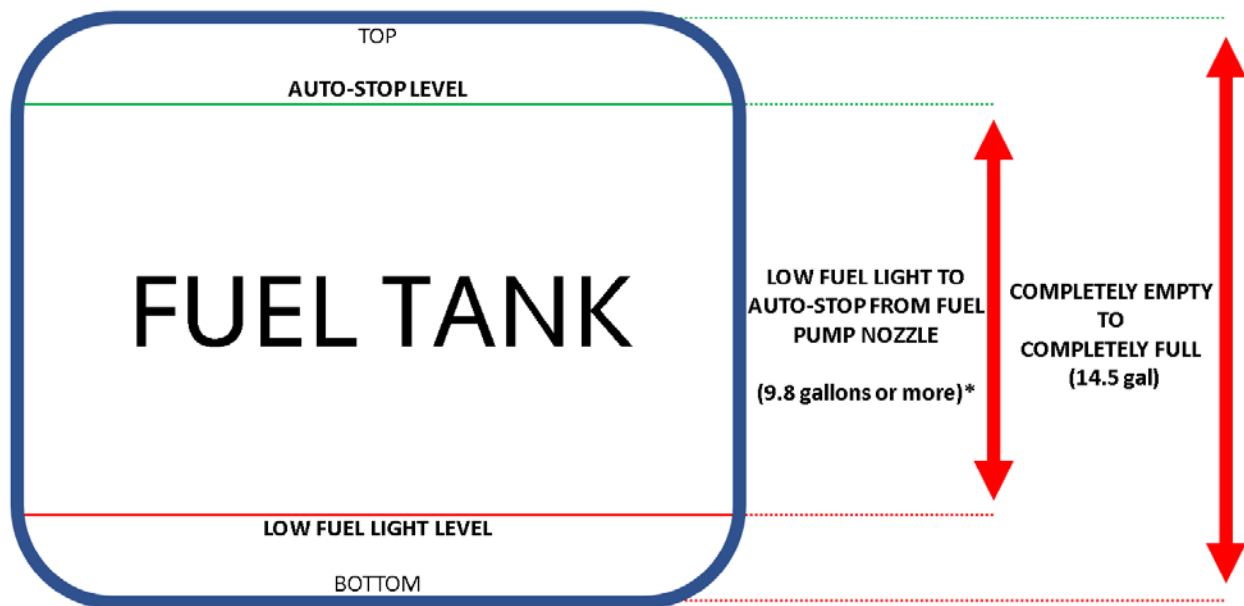 TOP
AUTO-STOP LEVEL
FUEL TANK
LOW FUEL LIGHT LEVEL
BOTTOM
LOW FUEL LIGHT TO
AUTO-STOP FROM FUEL
PUMP NOZZLE
(9.8 gallons or more)*
COMPLETELY EMPTY
TO
COMPLETELY FULL
(14.5 gal)